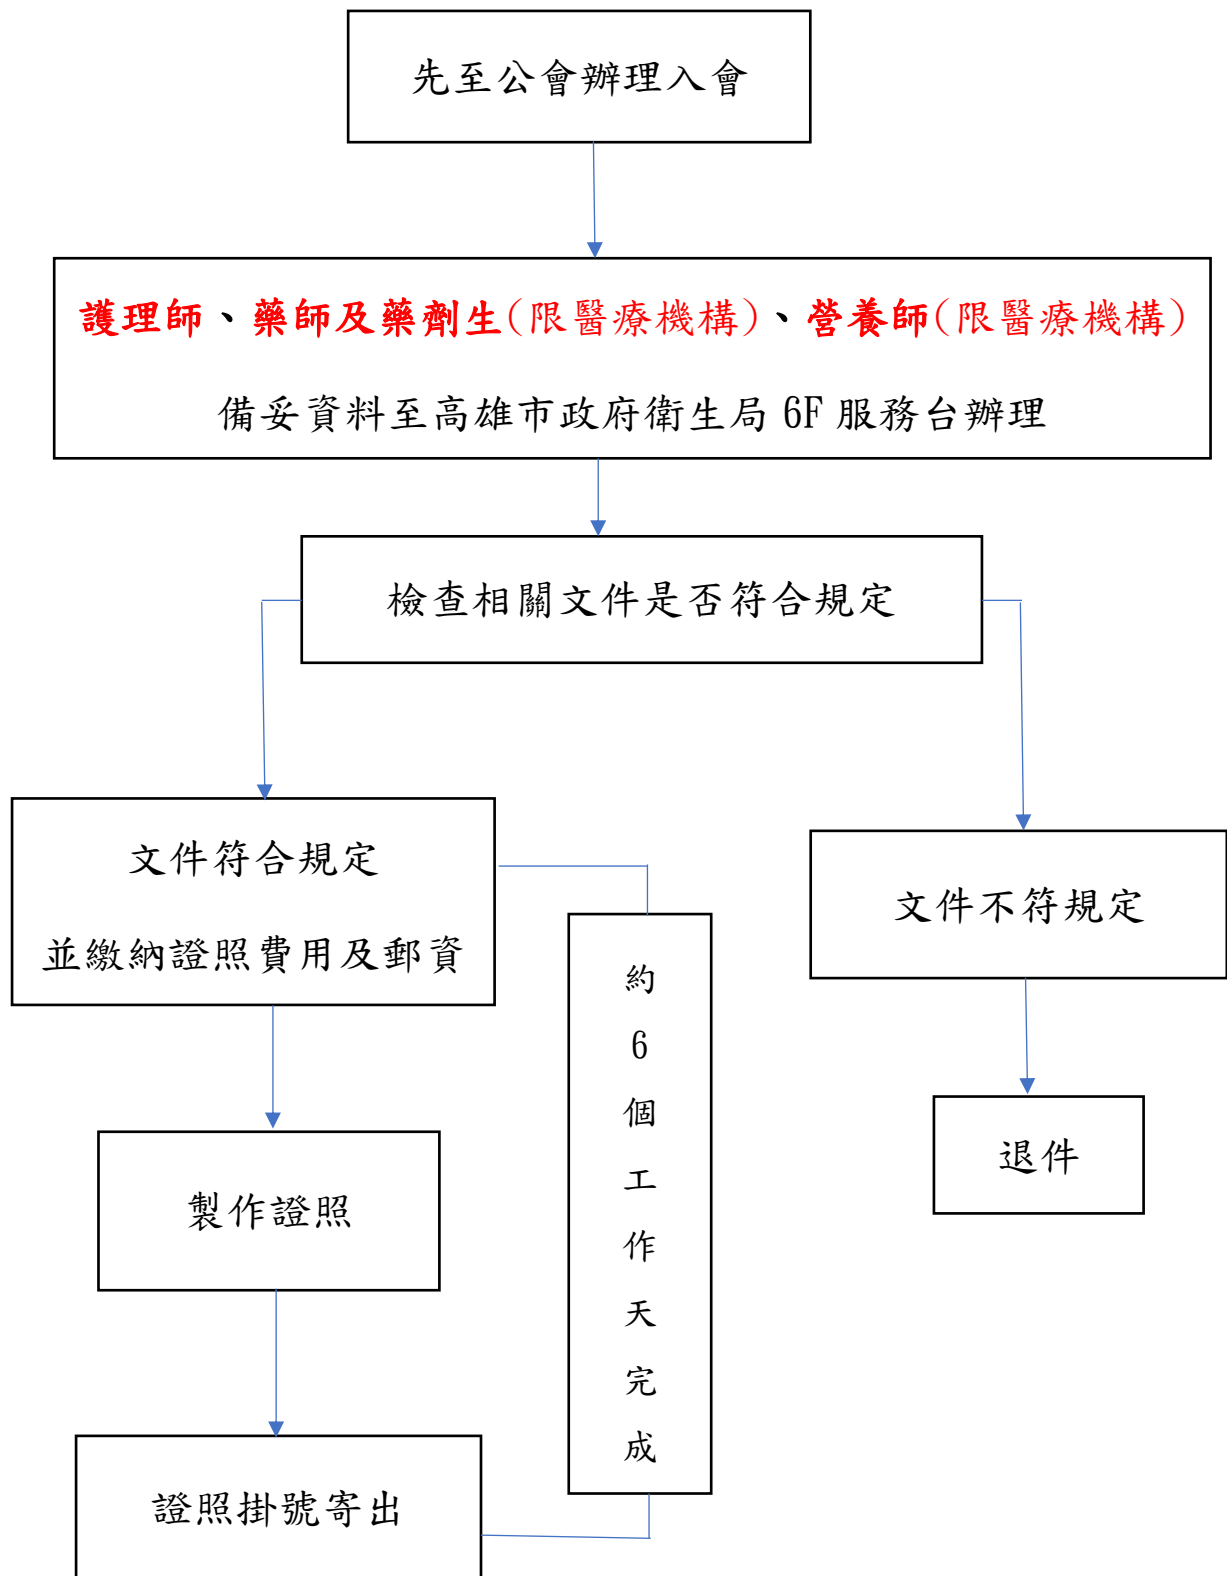 先至公會辦理入會
護理師、藥師及藥劑生(限醫療機構)、營養師(限醫療機構)
備妥資料至高雄市政府衛生局 6F 服務台辦理
檢查相關文件是否符合規定
文件符合規定
並繳納證照費用及郵資
文件不符規定
約6個工作天完成
退件
製作證照
證照掛號寄出